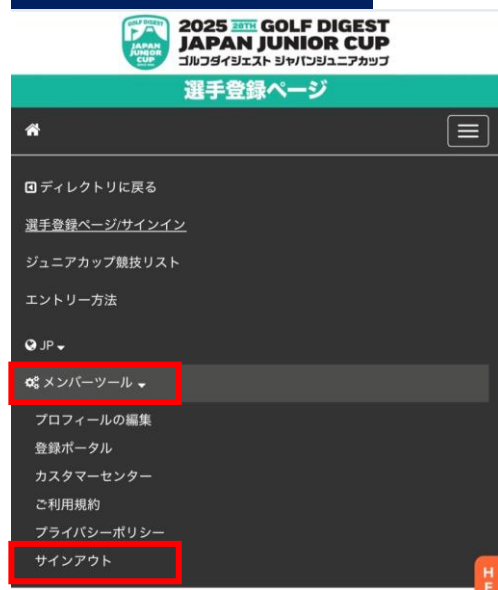 2025 28TH GOLF DIGEST
JAPAN JUNIOR CUP
ゴルフダイジェスト ジャパンジュニアカップ
GOLF DIGEST
JAPAN
JUNIOR
CUP
選手登録ページ
ディレクトリに戻る
選手登録ページ/サインイン
ジュニアカップ競技リスト
エントリー方法
JP
メンバーツール
プロフィールの編集
登録ポータル
カスタマーセンター
ご利用規約
プライバシーポリシー
サインアウト
H
E